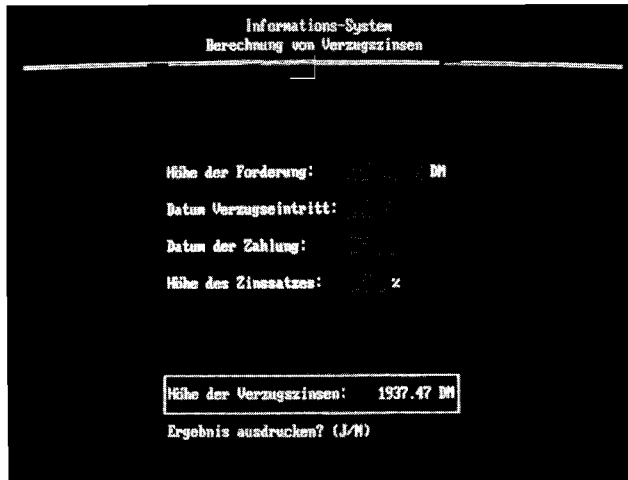 Informations-System
Berechnung von Verzugszinsen
Höhe der Forderung: DM
Datum Verzugseintritt:
Datum der Zahlung:
Höhe des Zinssatzes: %
Höhe der Verzugszinsen: 1937.47 DM
Ergebnis ausdrucken? (J/N)